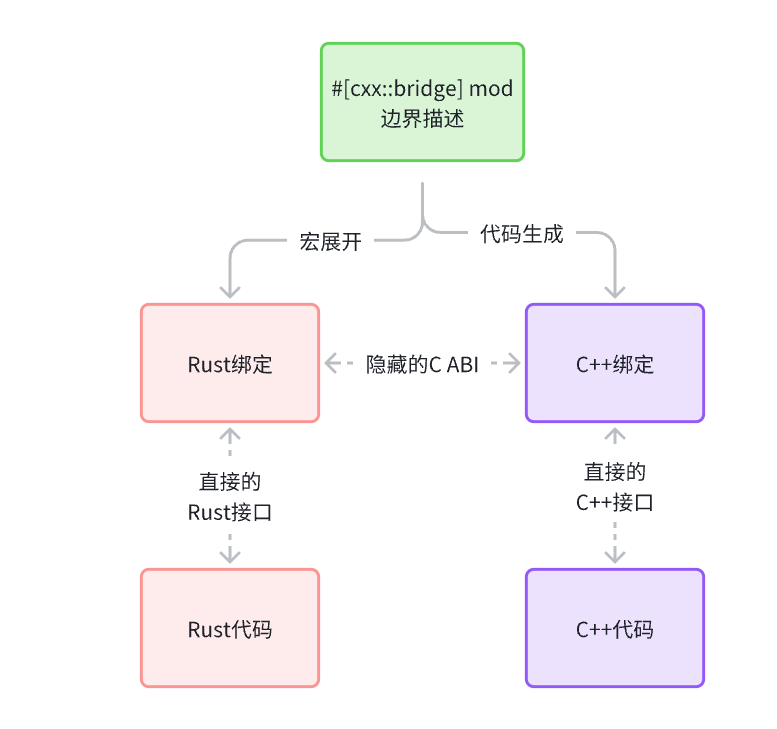 #[cxx::bridge] mod
边界描述
宏展开
代码生成
Rust绑定
隐藏的C ABI
C++绑定
直接的
Rust接口
直接的
C++接口
Rust代码
C++代码